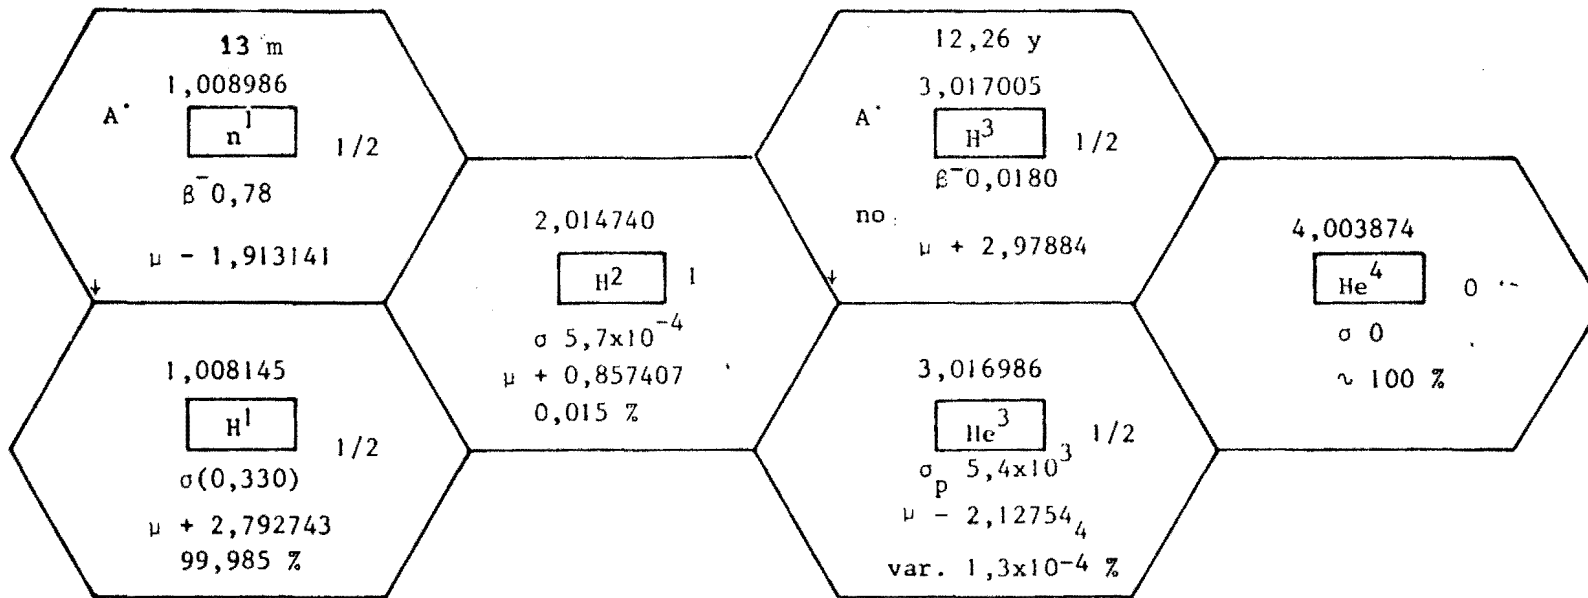 13 m
1,008986
A·
n¹
1/2
β⁻0,78
μ - 1,913141
↓
1,008145
H¹
1/2
σ(0,330)
μ + 2,792743
99,985 %
2,014740
H²
1
σ 5,7x10⁻⁴
μ + 0,857407
0,015 %
12,26 y
3,017005
A·
H³
1/2
β⁻0,0180
no
μ + 2,97884
↓
3,016986
He³
1/2
σp 5,4x10³
μ - 2,12754₄
var. 1,3x10⁻⁴ %
4,003874
He⁴
0
σ 0
~ 100 %